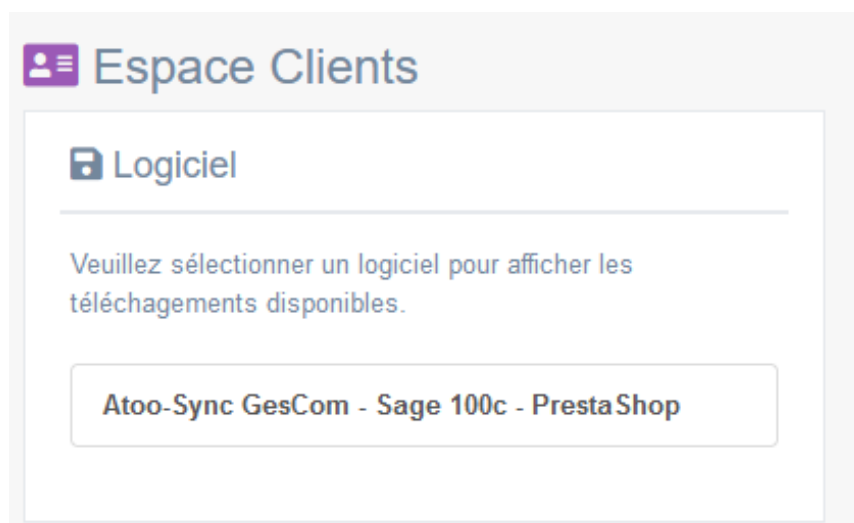 Espace Clients
Logiciel
Veuillez sélectionner un logiciel pour afficher les
téléchagements disponibles.
Atoo-Sync GesCom - Sage 100c - PrestaShop